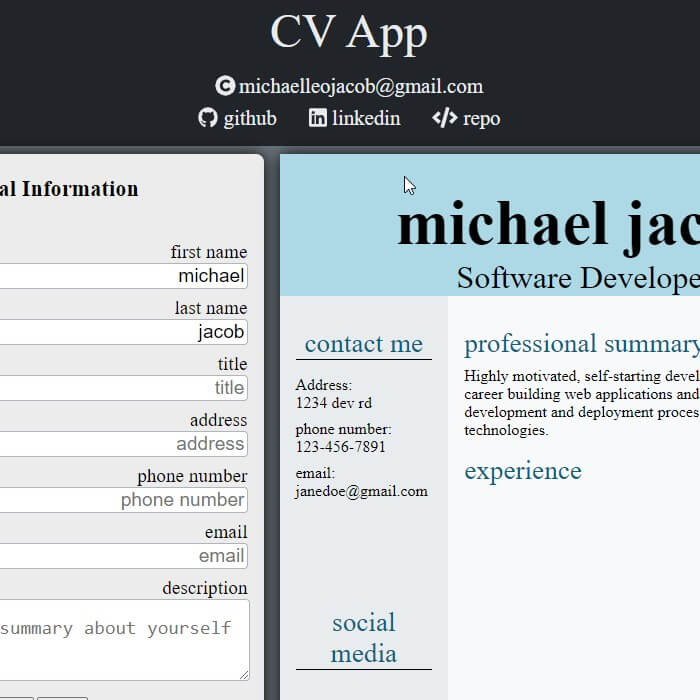 CV App
michaelleojacob@gmail.com
github linkedin repo
al Information
first name
michael
last name
jacob
title
title
address
address
phone number
phone number
email
email
description
summary about yourself
michael jac
Software Develope
contact me
Address:
1234 dev rd
phone number:
123-456-7891
email:
janedoe@gmail.com
social
media
professional summary
Highly motivated, self-starting devel
career building web applications and
development and deployment proces
technologies.
experience